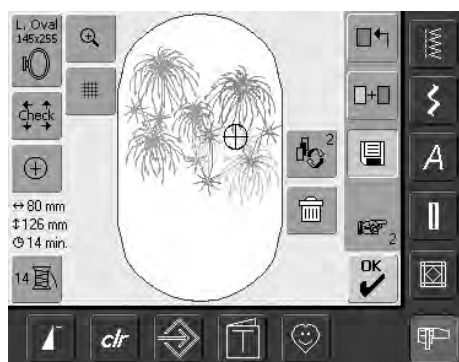 L. Oval
145x255
Check
↔ 80 mm
↕ 126 mm
14 min.
14
2
2
OK
A
clr
T